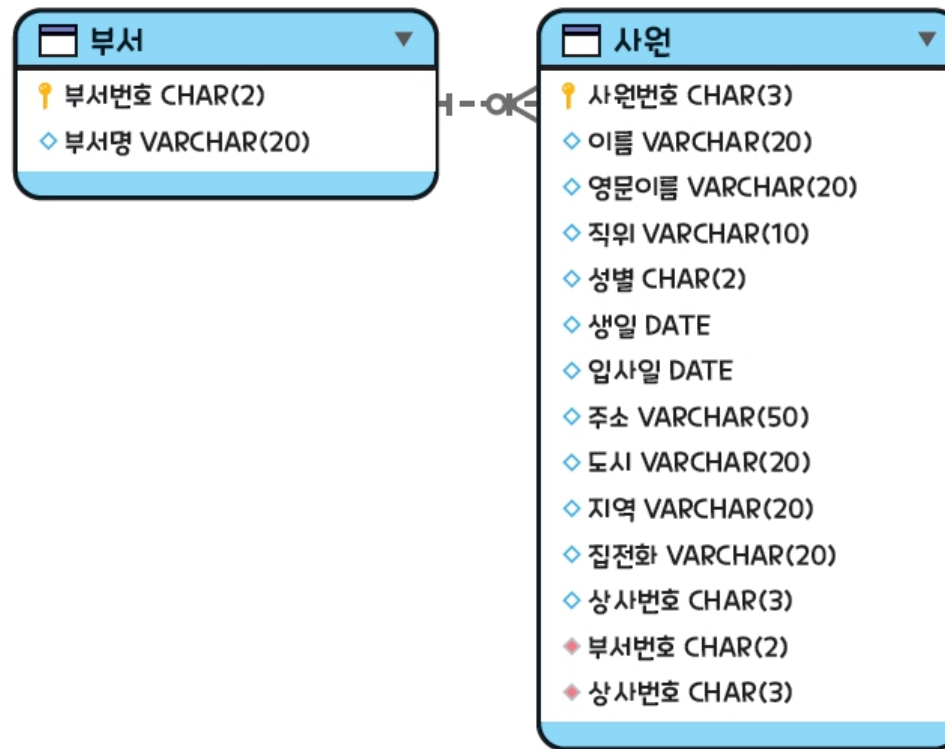 부서
부서번호 CHAR(2)
부서명 VARCHAR(20)
사원
사원번호 CHAR(3)
이름 VARCHAR(20)
영문이름 VARCHAR(20)
직위 VARCHAR(10)
성별 CHAR(2)
생일 DATE
입사일 DATE
주소 VARCHAR(50)
도시 VARCHAR(20)
지역 VARCHAR(20)
집전화 VARCHAR(20)
상사번호 CHAR(3)
부서번호 CHAR(2)
상사번호 CHAR(3)